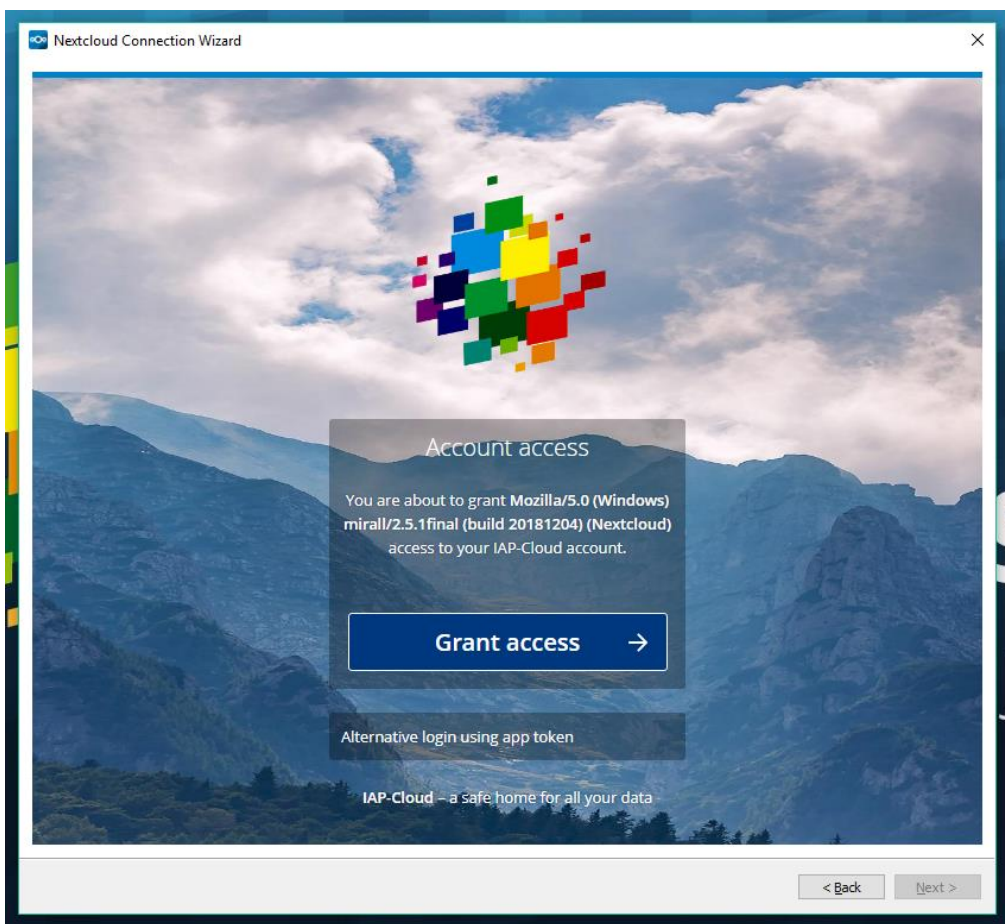 Nextcloud Connection Wizard
Account access
You are about to grant Mozilla/5.0 (Windows)
mirall/2.5.1final (build 20181204) (Nextcloud)
access to your IAP-Cloud account.
Grant access →
Alternative login using app token
IAP-Cloud – a safe home for all your data
< Back
Next >